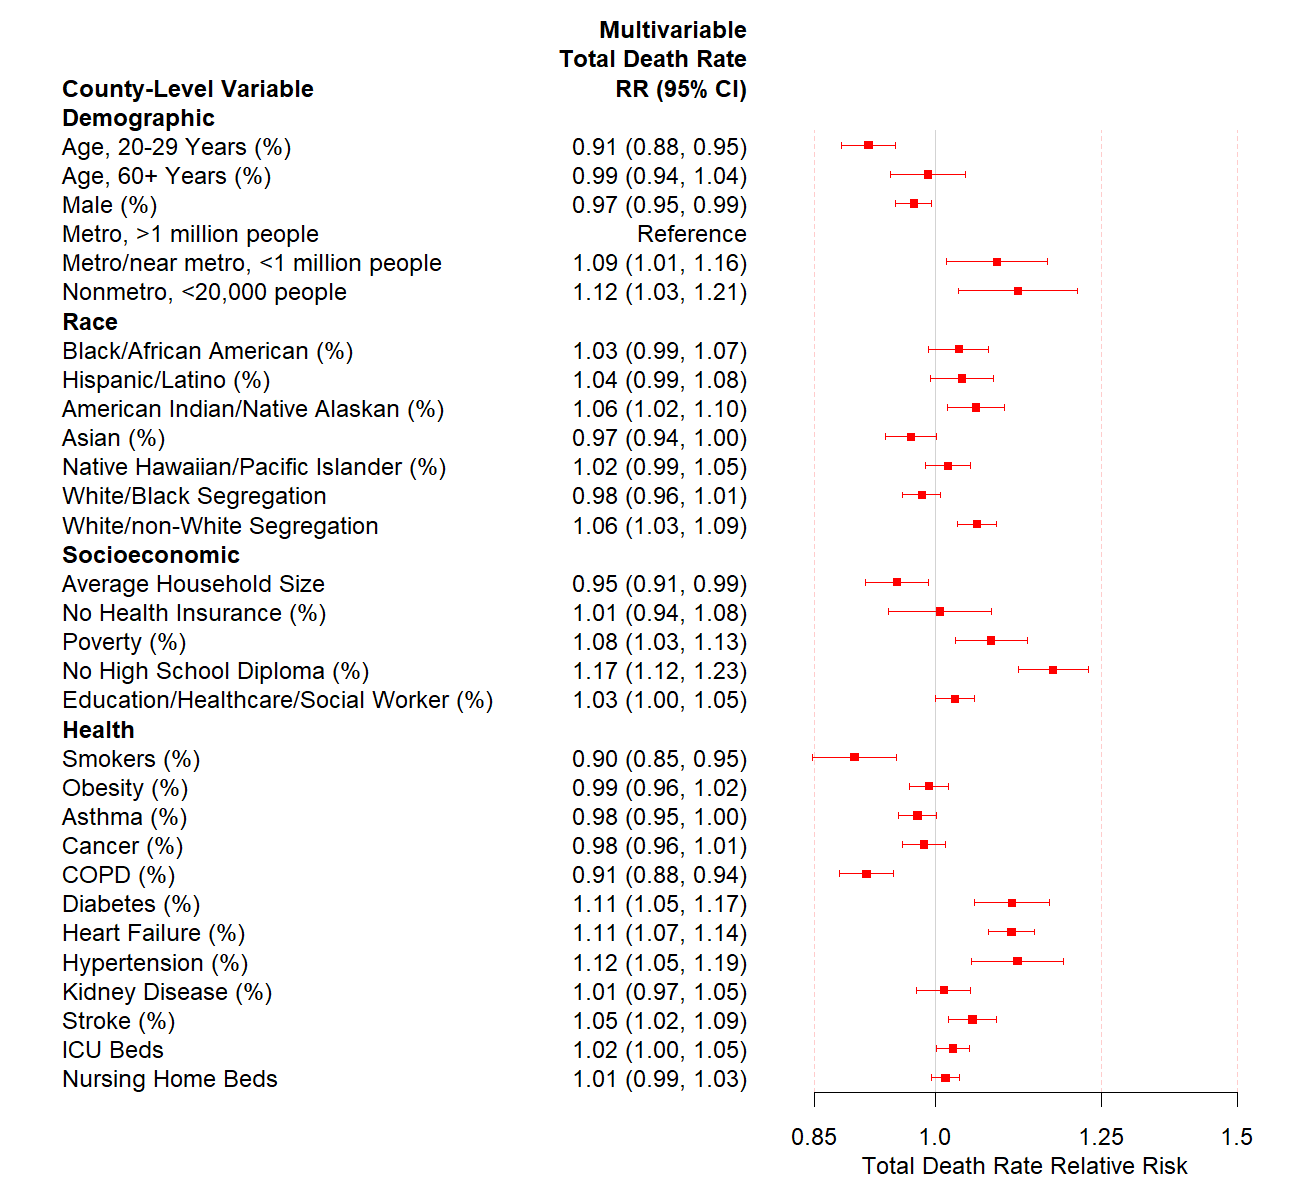 Multivariable
Total Death Rate
County-Level Variable RR (95% CI)
Demographic
Age, 20-29 Years (%) 0.91 (0.88, 0.95)
Age, 60+ Years (%) 0.99 (0.94, 1.04)
Male (%) 0.97 (0.95, 0.99)
Metro, >1 million people Reference
Metro/near metro, <1 million people 1.09 (1.01, 1.16)
Nonmetro, <20,000 people 1.12 (1.03, 1.21)
Race
Black/African American (%) 1.03 (0.99, 1.07)
Hispanic/Latino (%) 1.04 (0.99, 1.08)
American Indian/Native Alaskan (%) 1.06 (1.02, 1.10)
Asian (%) 0.97 (0.94, 1.00)
Native Hawaiian/Pacific Islander (%) 1.02 (0.99, 1.05)
White/Black Segregation 0.98 (0.96, 1.01)
White/non-White Segregation 1.06 (1.03, 1.09)
Socioeconomic
Average Household Size 0.95 (0.91, 0.99)
No Health Insurance (%) 1.01 (0.94, 1.08)
Poverty (%) 1.08 (1.03, 1.13)
No High School Diploma (%) 1.17 (1.12, 1.23)
Education/Healthcare/Social Worker (%) 1.03 (1.00, 1.05)
Health
Smokers (%) 0.90 (0.85, 0.95)
Obesity (%) 0.99 (0.96, 1.02)
Asthma (%) 0.98 (0.95, 1.00)
Cancer (%) 0.98 (0.96, 1.01)
COPD (%) 0.91 (0.88, 0.94)
Diabetes (%) 1.11 (1.05, 1.17)
Heart Failure (%) 1.11 (1.07, 1.14)
Hypertension (%) 1.12 (1.05, 1.19)
Kidney Disease (%) 1.01 (0.97, 1.05)
Stroke (%) 1.05 (1.02, 1.09)
ICU Beds 1.02 (1.00, 1.05)
Nursing Home Beds 1.01 (0.99, 1.03)
0.85 1.0 1.25 1.5
Total Death Rate Relative Risk